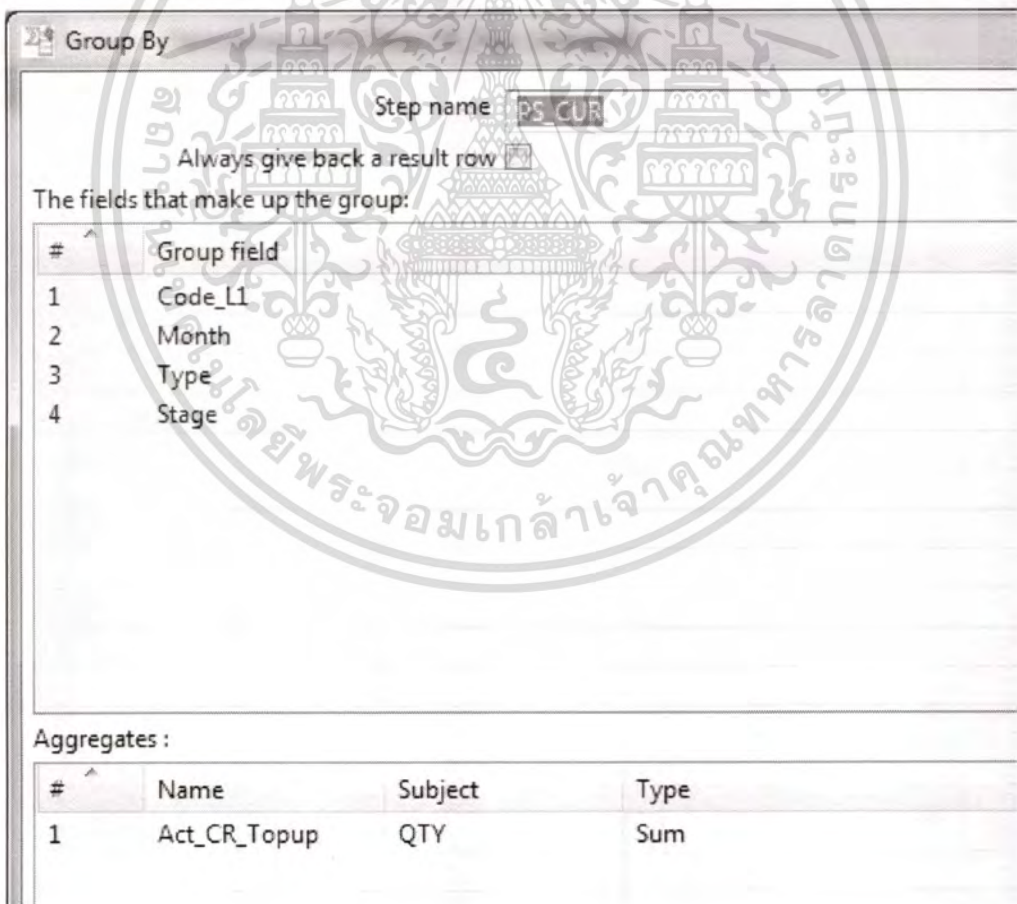 Group By
Step name PS_CUR
Always give back a result row
The fields that make up the group:
# Group field
1 Code_L1
2 Month
3 Type
4 Stage
Aggregates :
# Name Subject Type
1 Act_CR_Topup QTY Sum